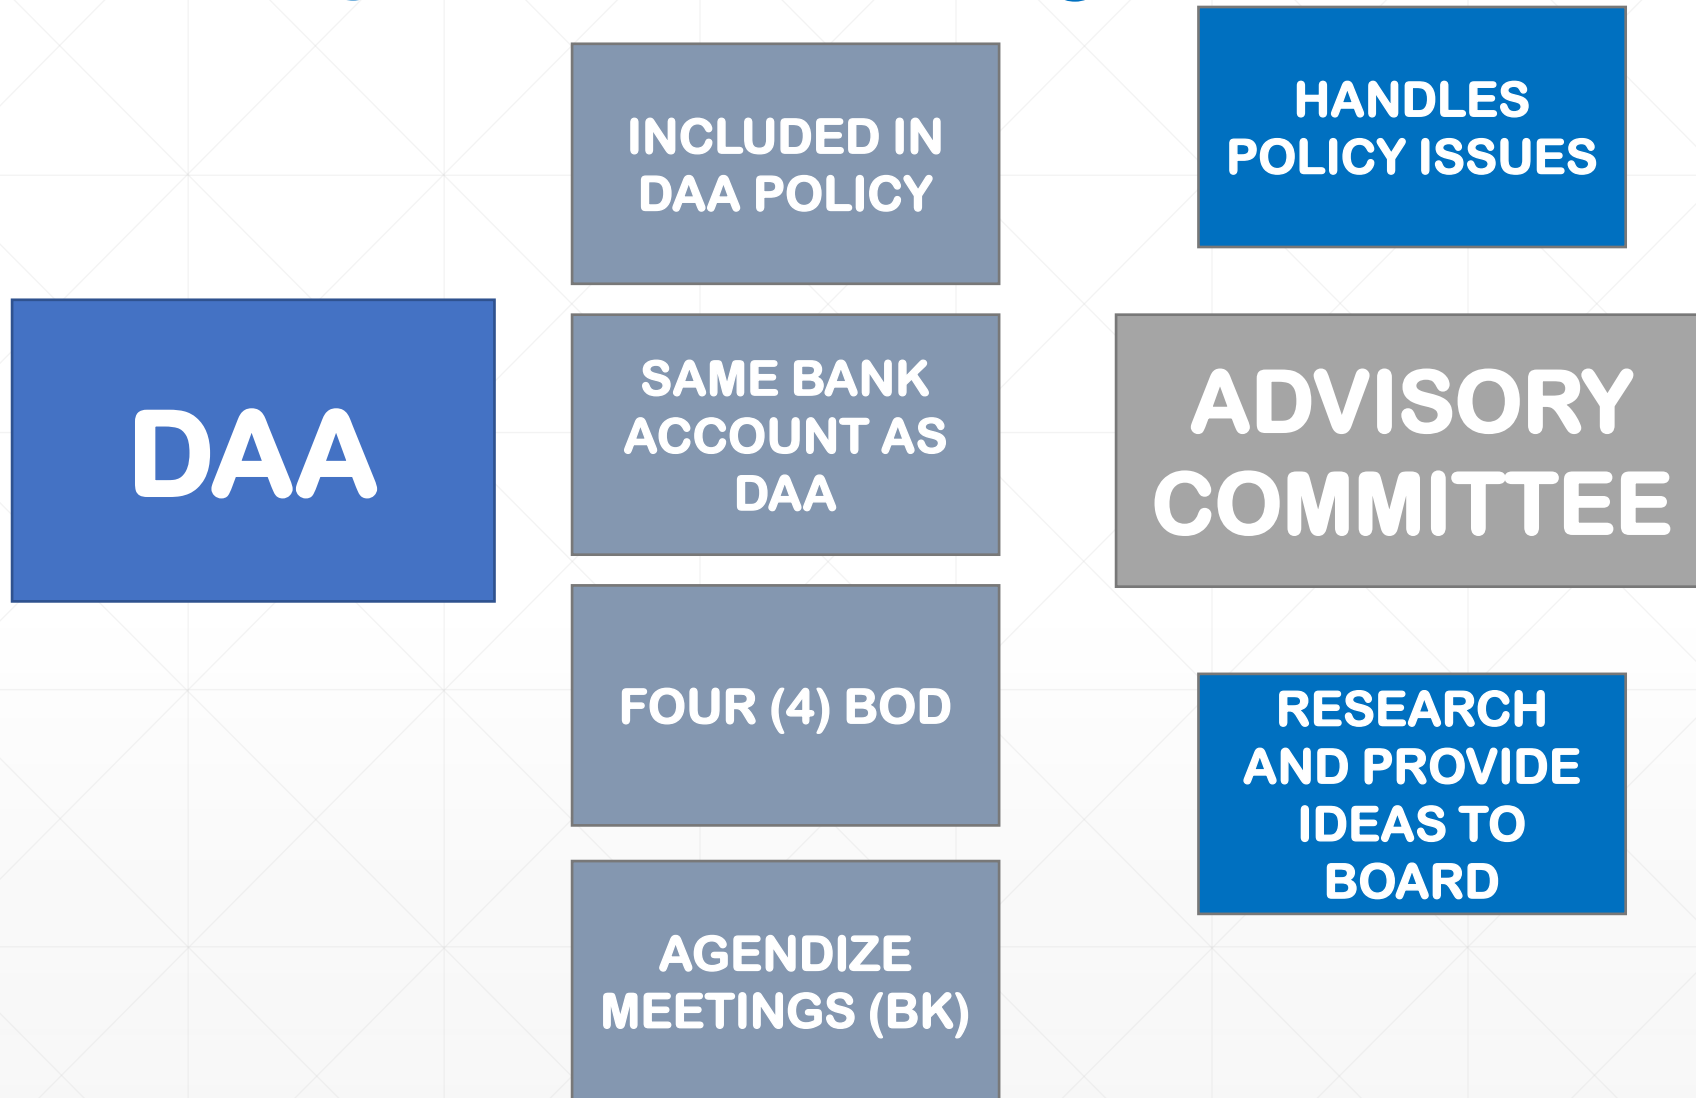 DAA
INCLUDED IN
DAA POLICY
SAME BANK
ACCOUNT AS
DAA
FOUR (4) BOD
AGENDIZE
MEETINGS (BK)
HANDLES
POLICY ISSUES
ADVISORY
COMMITTEE
RESEARCH
AND PROVIDE
IDEAS TO
BOARD